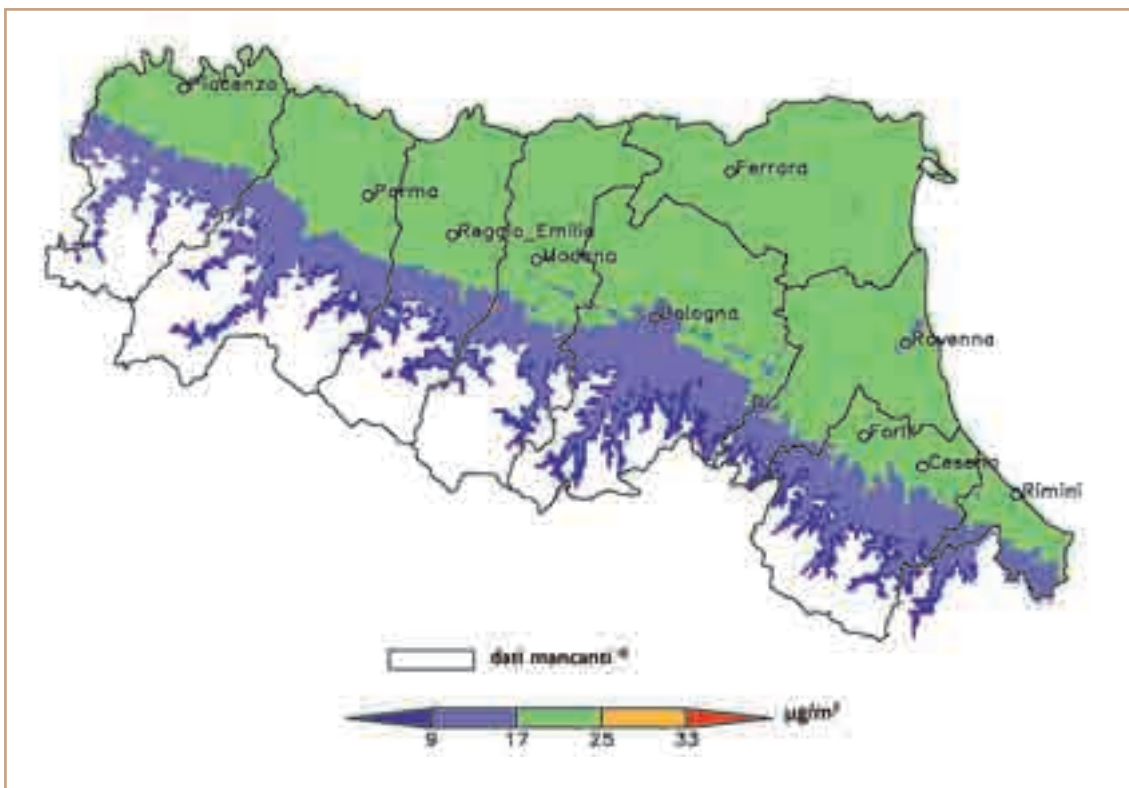 Piacenza
Ferrara
Parma
Reggio_Emilia
Modena
Bologna
Ravenna
Forlì
Cesena
Rimini
dati mancanti
µg/m³
9 17 25 33